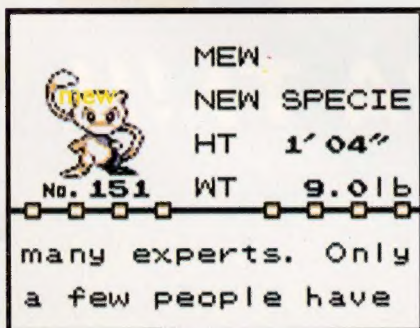 MEW
mew
NEW SPECIE
HT 1'04"
No. 151 WT 9.0lb
many experts. Only
a few people have